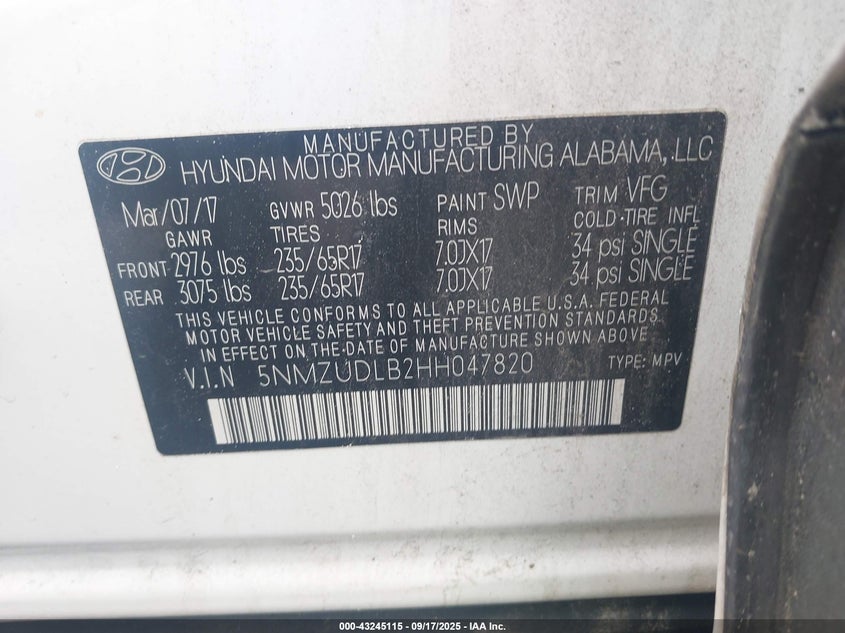 MANUFACTURED BY
HYUNDAI MOTOR MANUFACTURING ALABAMA, LLC
Mar/07/17 GVWR 5026 lbs PAINT SWP TRIM VFG
GAWR TIRES RIMS COLD TIRE INFL
FRONT 2976 lbs 235/65R17 7.0JX17 34 psi SINGLE
REAR 3075 lbs 235/65R17 7.0JX17 34 psi SINGLE
THIS VEHICLE CONFORMS TO ALL APPLICABLE U.S.A. FEDERAL
MOTOR VEHICLE SAFETY AND THEFT PREVENTION STANDARDS
IN EFFECT ON THE DATE OF MANUFACTURE SHOWN ABOVE
V.I.N 5NMZUDLB2HH047820 TYPE: MPV
000-43245115 - 09/17/2025 - IAA Inc.